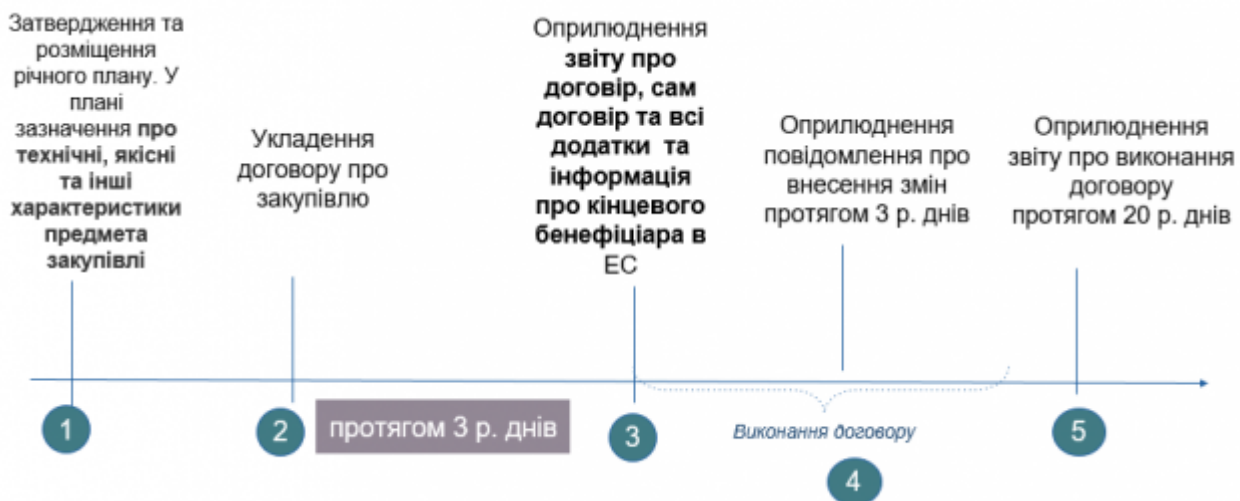 Затвердження та
розміщення
річного плану. У
плані
зазначення про
технічні, якісні
та інші
характеристики
предмета
закупівлі
Укладення
договору про
закупівлю
Оприлюднення
звіту про
договір, сам
договір та всі
додатки та
інформація
про кінцевого
бенефіціара в
ЕС
Оприлюднення
повідомлення про
внесення змін
протягом 3 р. днів
Оприлюднення
звіту про виконання
договору
протягом 20 р. днів
1
2
протягом 3 р. днів
3
Виконання договору
4
5